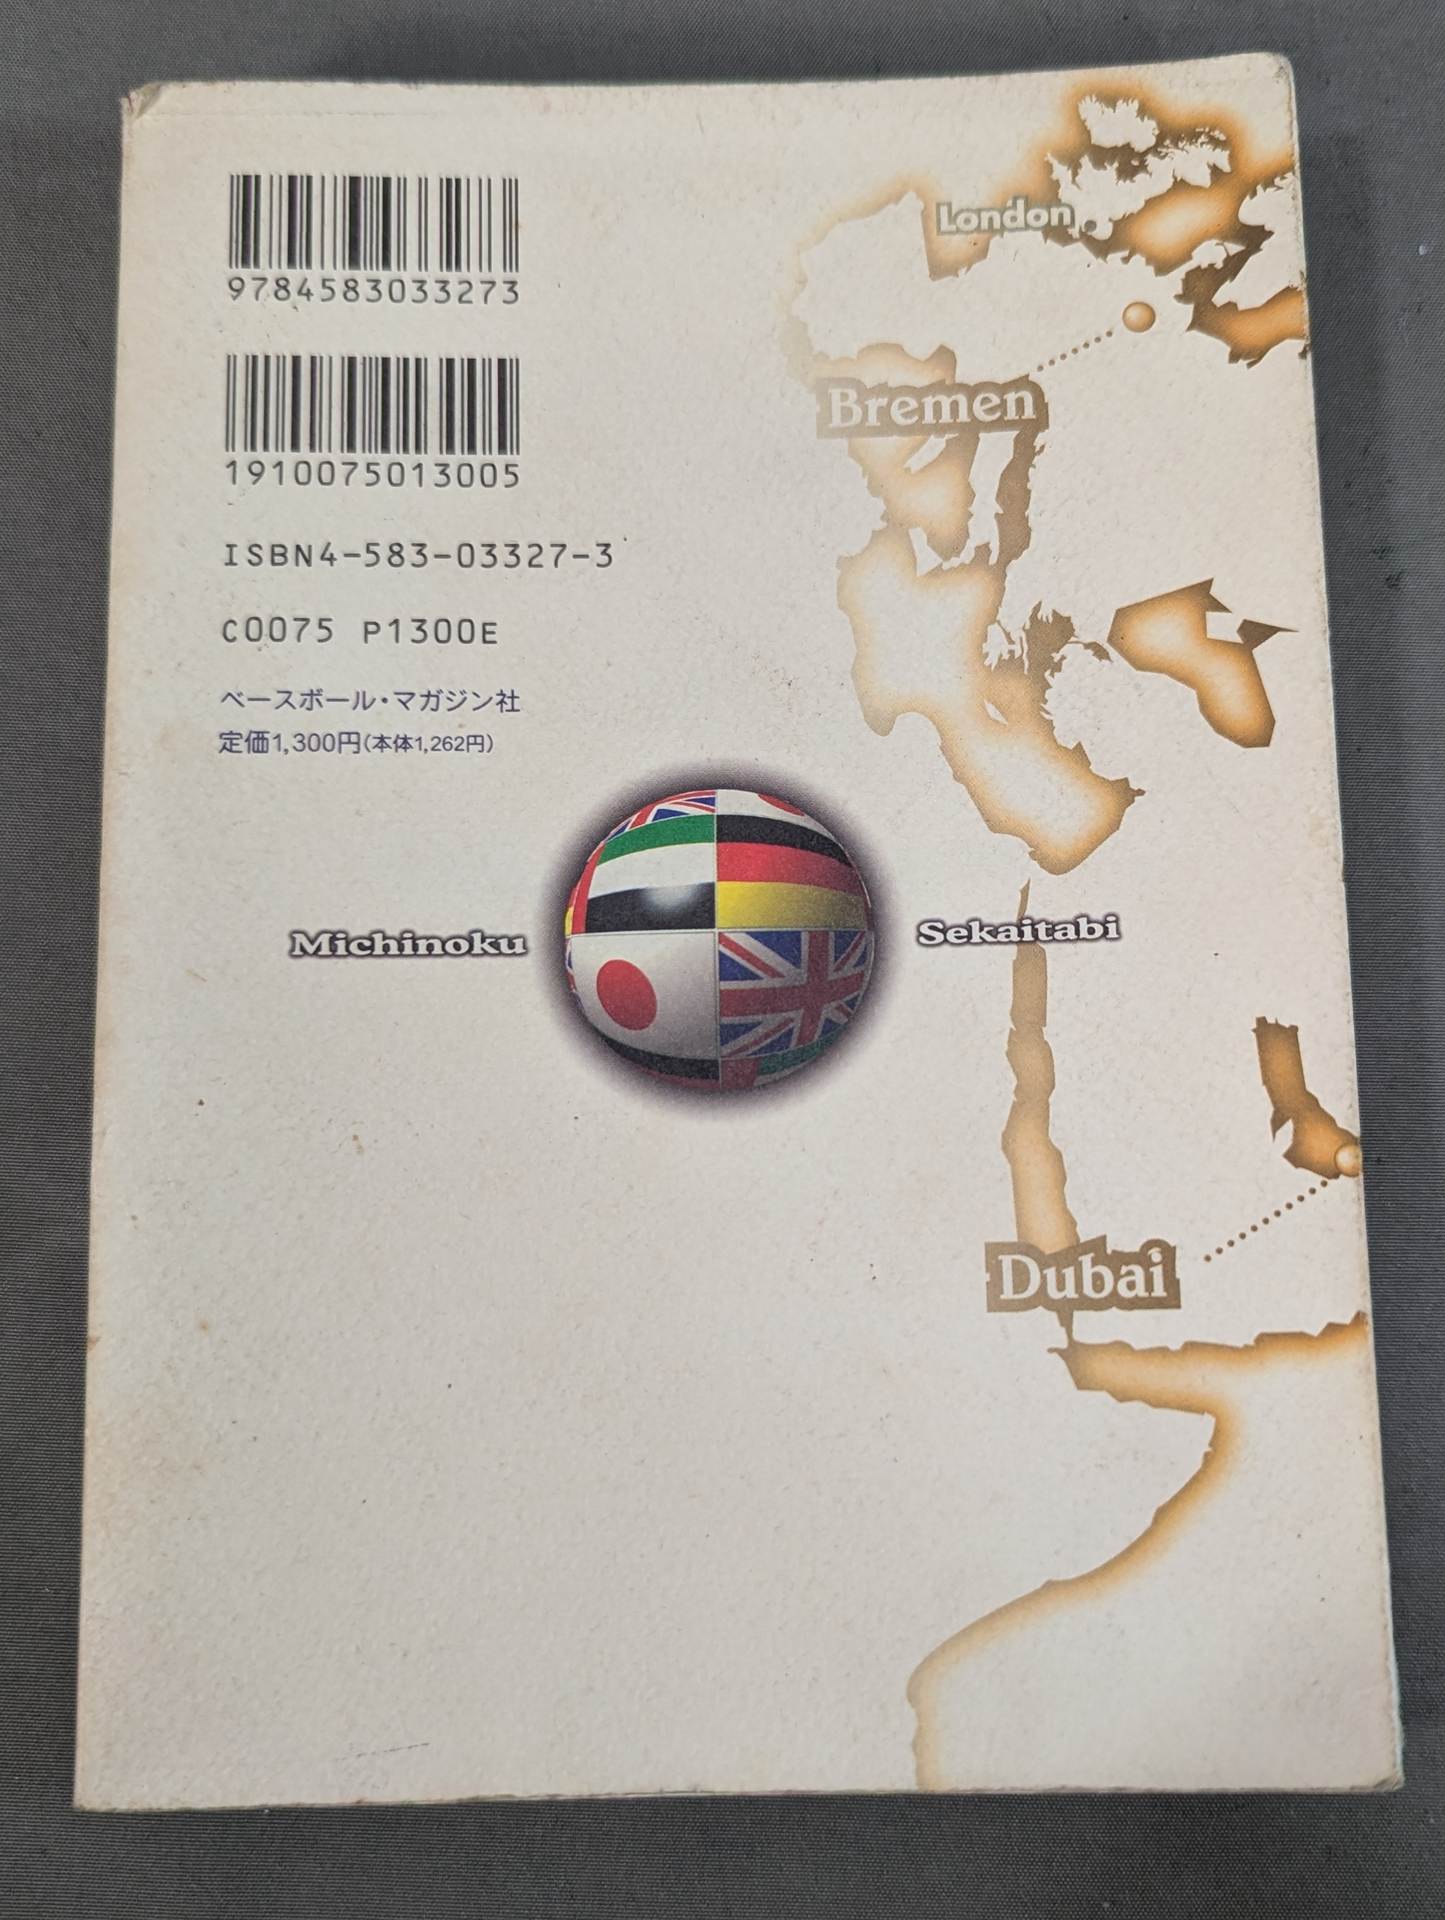 9784583033273
1910075013005
ISBN4-583-03327-3
C0075 P1300E
ベースボール・マガジン社
定価1,300円(本体1,262円)
London
Bremen
Michinoku
Sekaitabi
Dubai